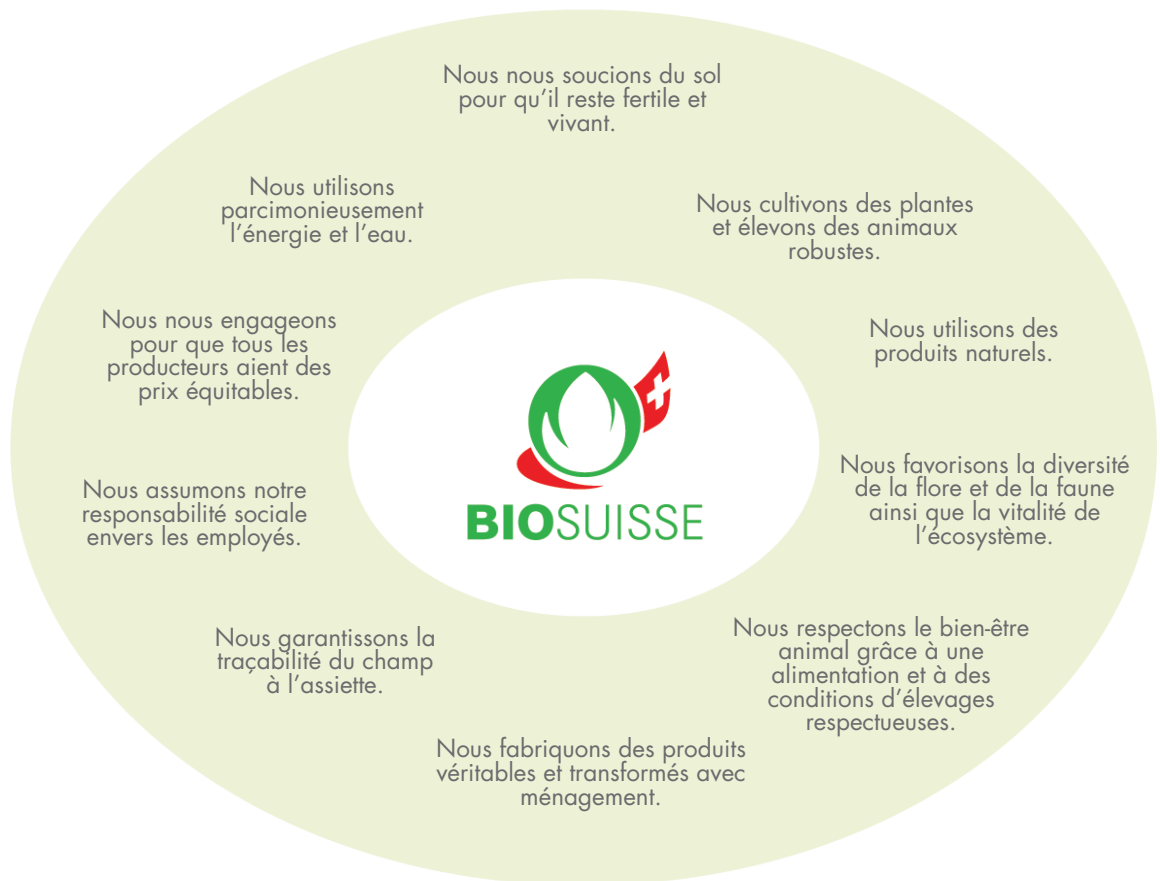 Nous nous soucions du sol
pour qu’il reste fertile et
vivant.
Nous cultivons des plantes
et élevons des animaux
robustes.
Nous utilisons des
produits naturels.
Nous favorisons la diversité
de la flore et de la faune
ainsi que la vitalité de
l’écosystème.
Nous respectons le bien-être
animal grâce à une
alimentation et à des
conditions d’élevages
respectueuses.
Nous fabriquons des produits
véritables et transformés avec
ménagement.
Nous garantissons la
traçabilité du champ
à l’assiette.
Nous assumons notre
responsabilité sociale
envers les employés.
Nous nous engageons
pour que tous les
producteurs aient des
prix équitables.
Nous utilisons
parcimonieusement
l’énergie et l’eau.
BIOSUISSE